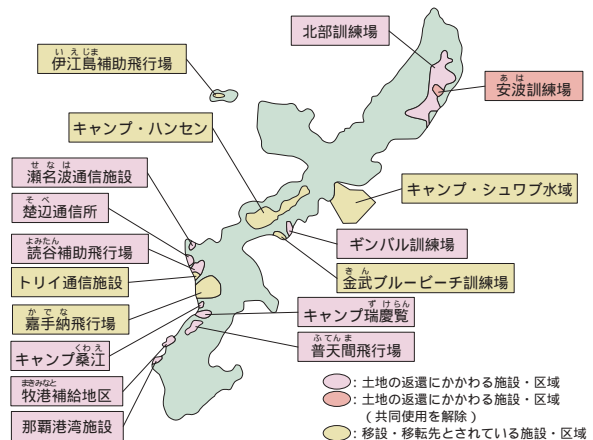 北部訓練場
いえじま
伊江島補助飛行場
あは
安波訓練場
キャンプ・ハンセン
せなは
瀬名波通信施設
キャンプ・シュワブ水域
そべ
楚辺通信所
よみたん
読谷補助飛行場
ギンバル訓練場
トリイ通信施設
きん
金武ブルービーチ訓練場
かでな
嘉手納飛行場
ずけらん
キャンプ瑞慶覧
くわえ
キャンプ桑江
ふてんま
普天間飛行場
まきみなと
牧港補給地区
那覇港湾施設
：土地の返還にかかわる施設・区域
：土地の返還にかかわる施設・区域
（共同使用を解除）
：移設・移転先とされている施設・区域